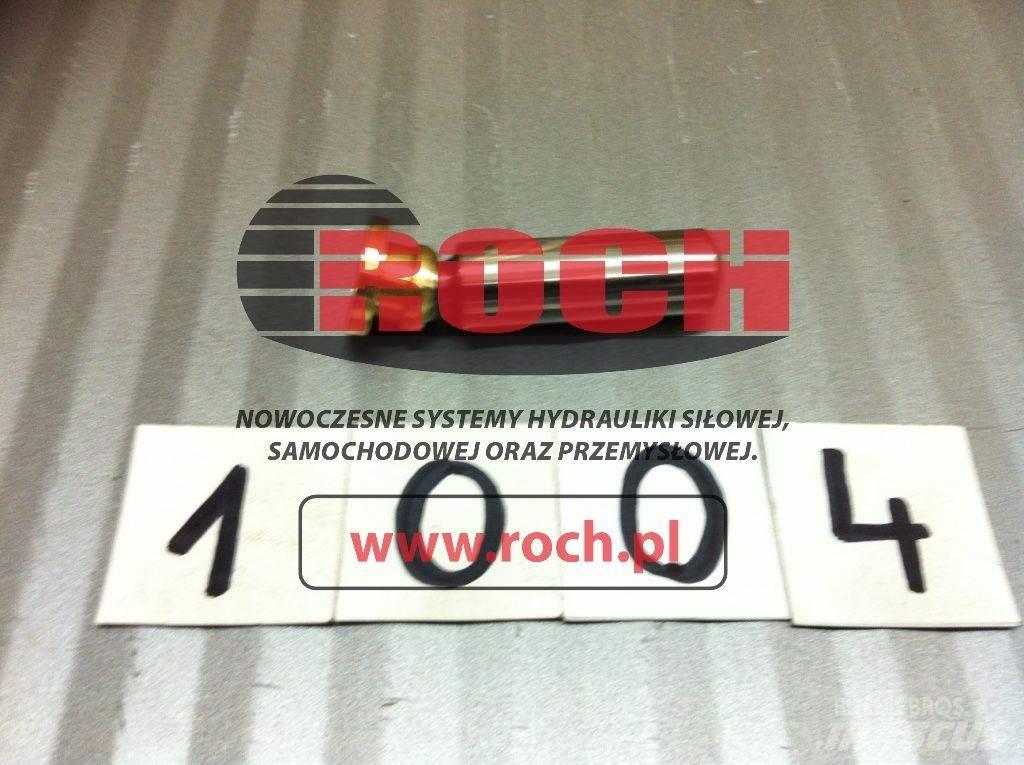 ROCH
NOWOCZESNE SYSTEMY HYDRAULIKI SIŁOWEJ,
SAMOCHODOWEJ ORAZ PRZEMYSŁOWEJ.
1 0 0 4
www.roch.pl